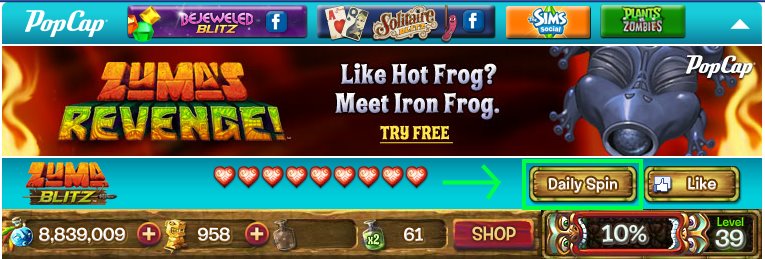 PopCap
BEJEWELED
BLITZ
f
Solitaire
BLITZ
f
The SIMS
Social
PLANTS
vs.
ZOMBIES
ZUMA'S
REVENGE!
Like Hot Frog?
Meet Iron Frog.
TRY FREE
PopCap
ZUMA
BLITZ
Daily Spin
Like
8,839,009
958
x2
61
SHOP
10%
Level
39